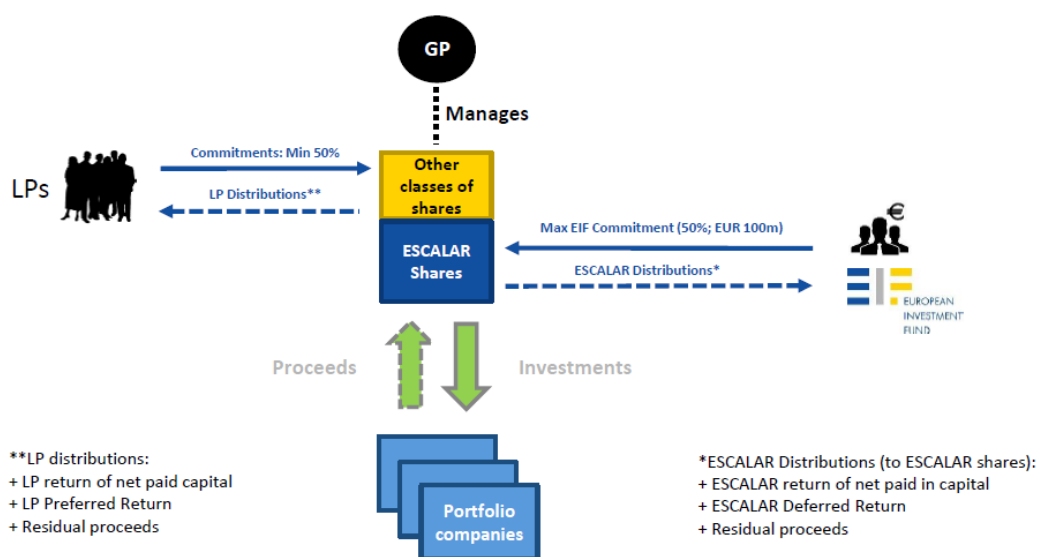 GP
Manages
Commitments: Min 50%
LPs
LP Distributions**
Other
classes of
shares
Max EIF Commitment (50%; EUR 100m)
€
ESCALAR
Shares
ESCALAR Distributions*
EIF
EUROPEAN
INVESTMENT
FUND
Proceeds
Investments
**LP distributions:
+ LP return of net paid capital
+ LP Preferred Return
+ Residual proceeds
Portfolio
companies
*ESCALAR Distributions (to ESCALAR shares):
+ ESCALAR return of net paid in capital
+ ESCALAR Deferred Return
+ Residual proceeds